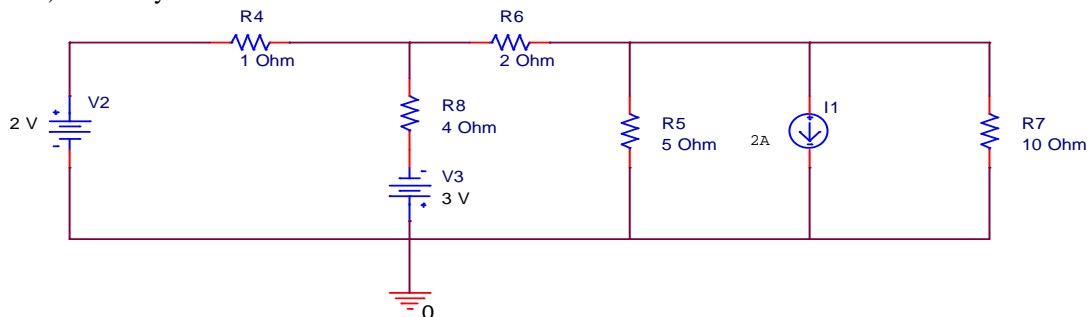 R4
1 Ohm
R6
2 Ohm
V2
2 V
+
-
R8
4 Ohm
-
V3
3 V
+
R5
5 Ohm
I1
2A
+
-
R7
10 Ohm
0